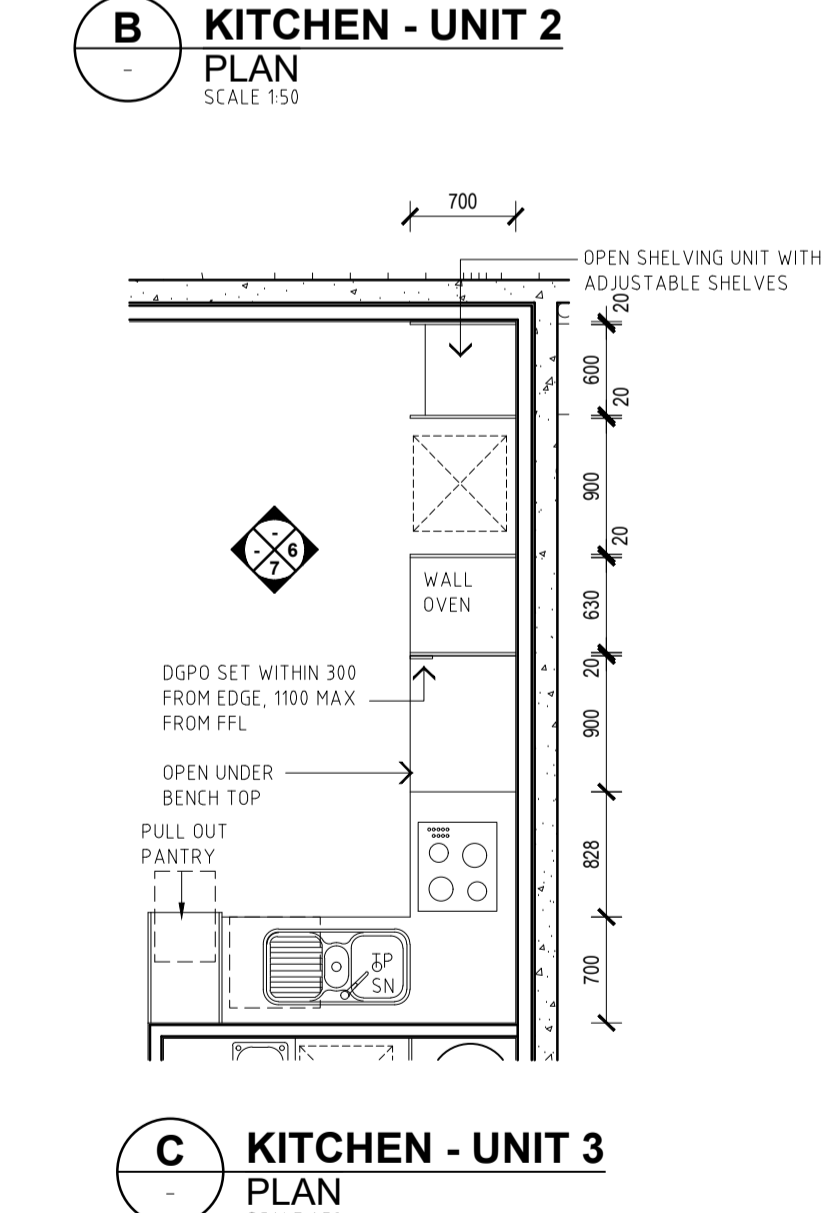 B
-
KITCHEN - UNIT 2
PLAN
SCALE 1:50
700
OPEN SHELVING UNIT WITH
ADJUSTABLE SHELVES
20
600
20
900
20
630
20
900
828
700
WALL
OVEN
-
- 6
7
DGPO SET WITHIN 300
FROM EDGE, 1100 MAX
FROM FFL
OPEN UNDER
BENCH TOP
PULL OUT
PANTRY
TP
SN
C
-
KITCHEN - UNIT 3
PLAN